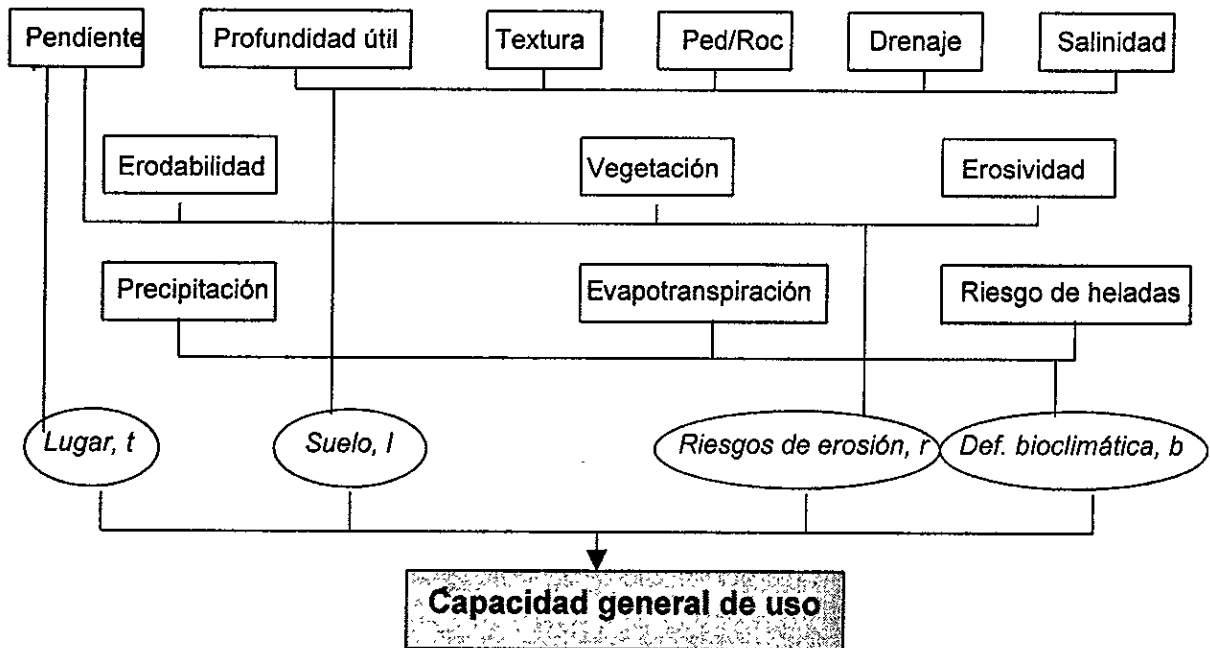 Pendiente
Profundidad útil
Textura
Ped/Roc
Drenaje
Salinidad
Erodabilidad
Vegetación
Erosividad
Precipitación
Evapotranspiración
Riesgo de heladas
Lugar, t
Suelo, l
Riesgos de erosión, r
Def. bioclimática, b
Capacidad general de uso